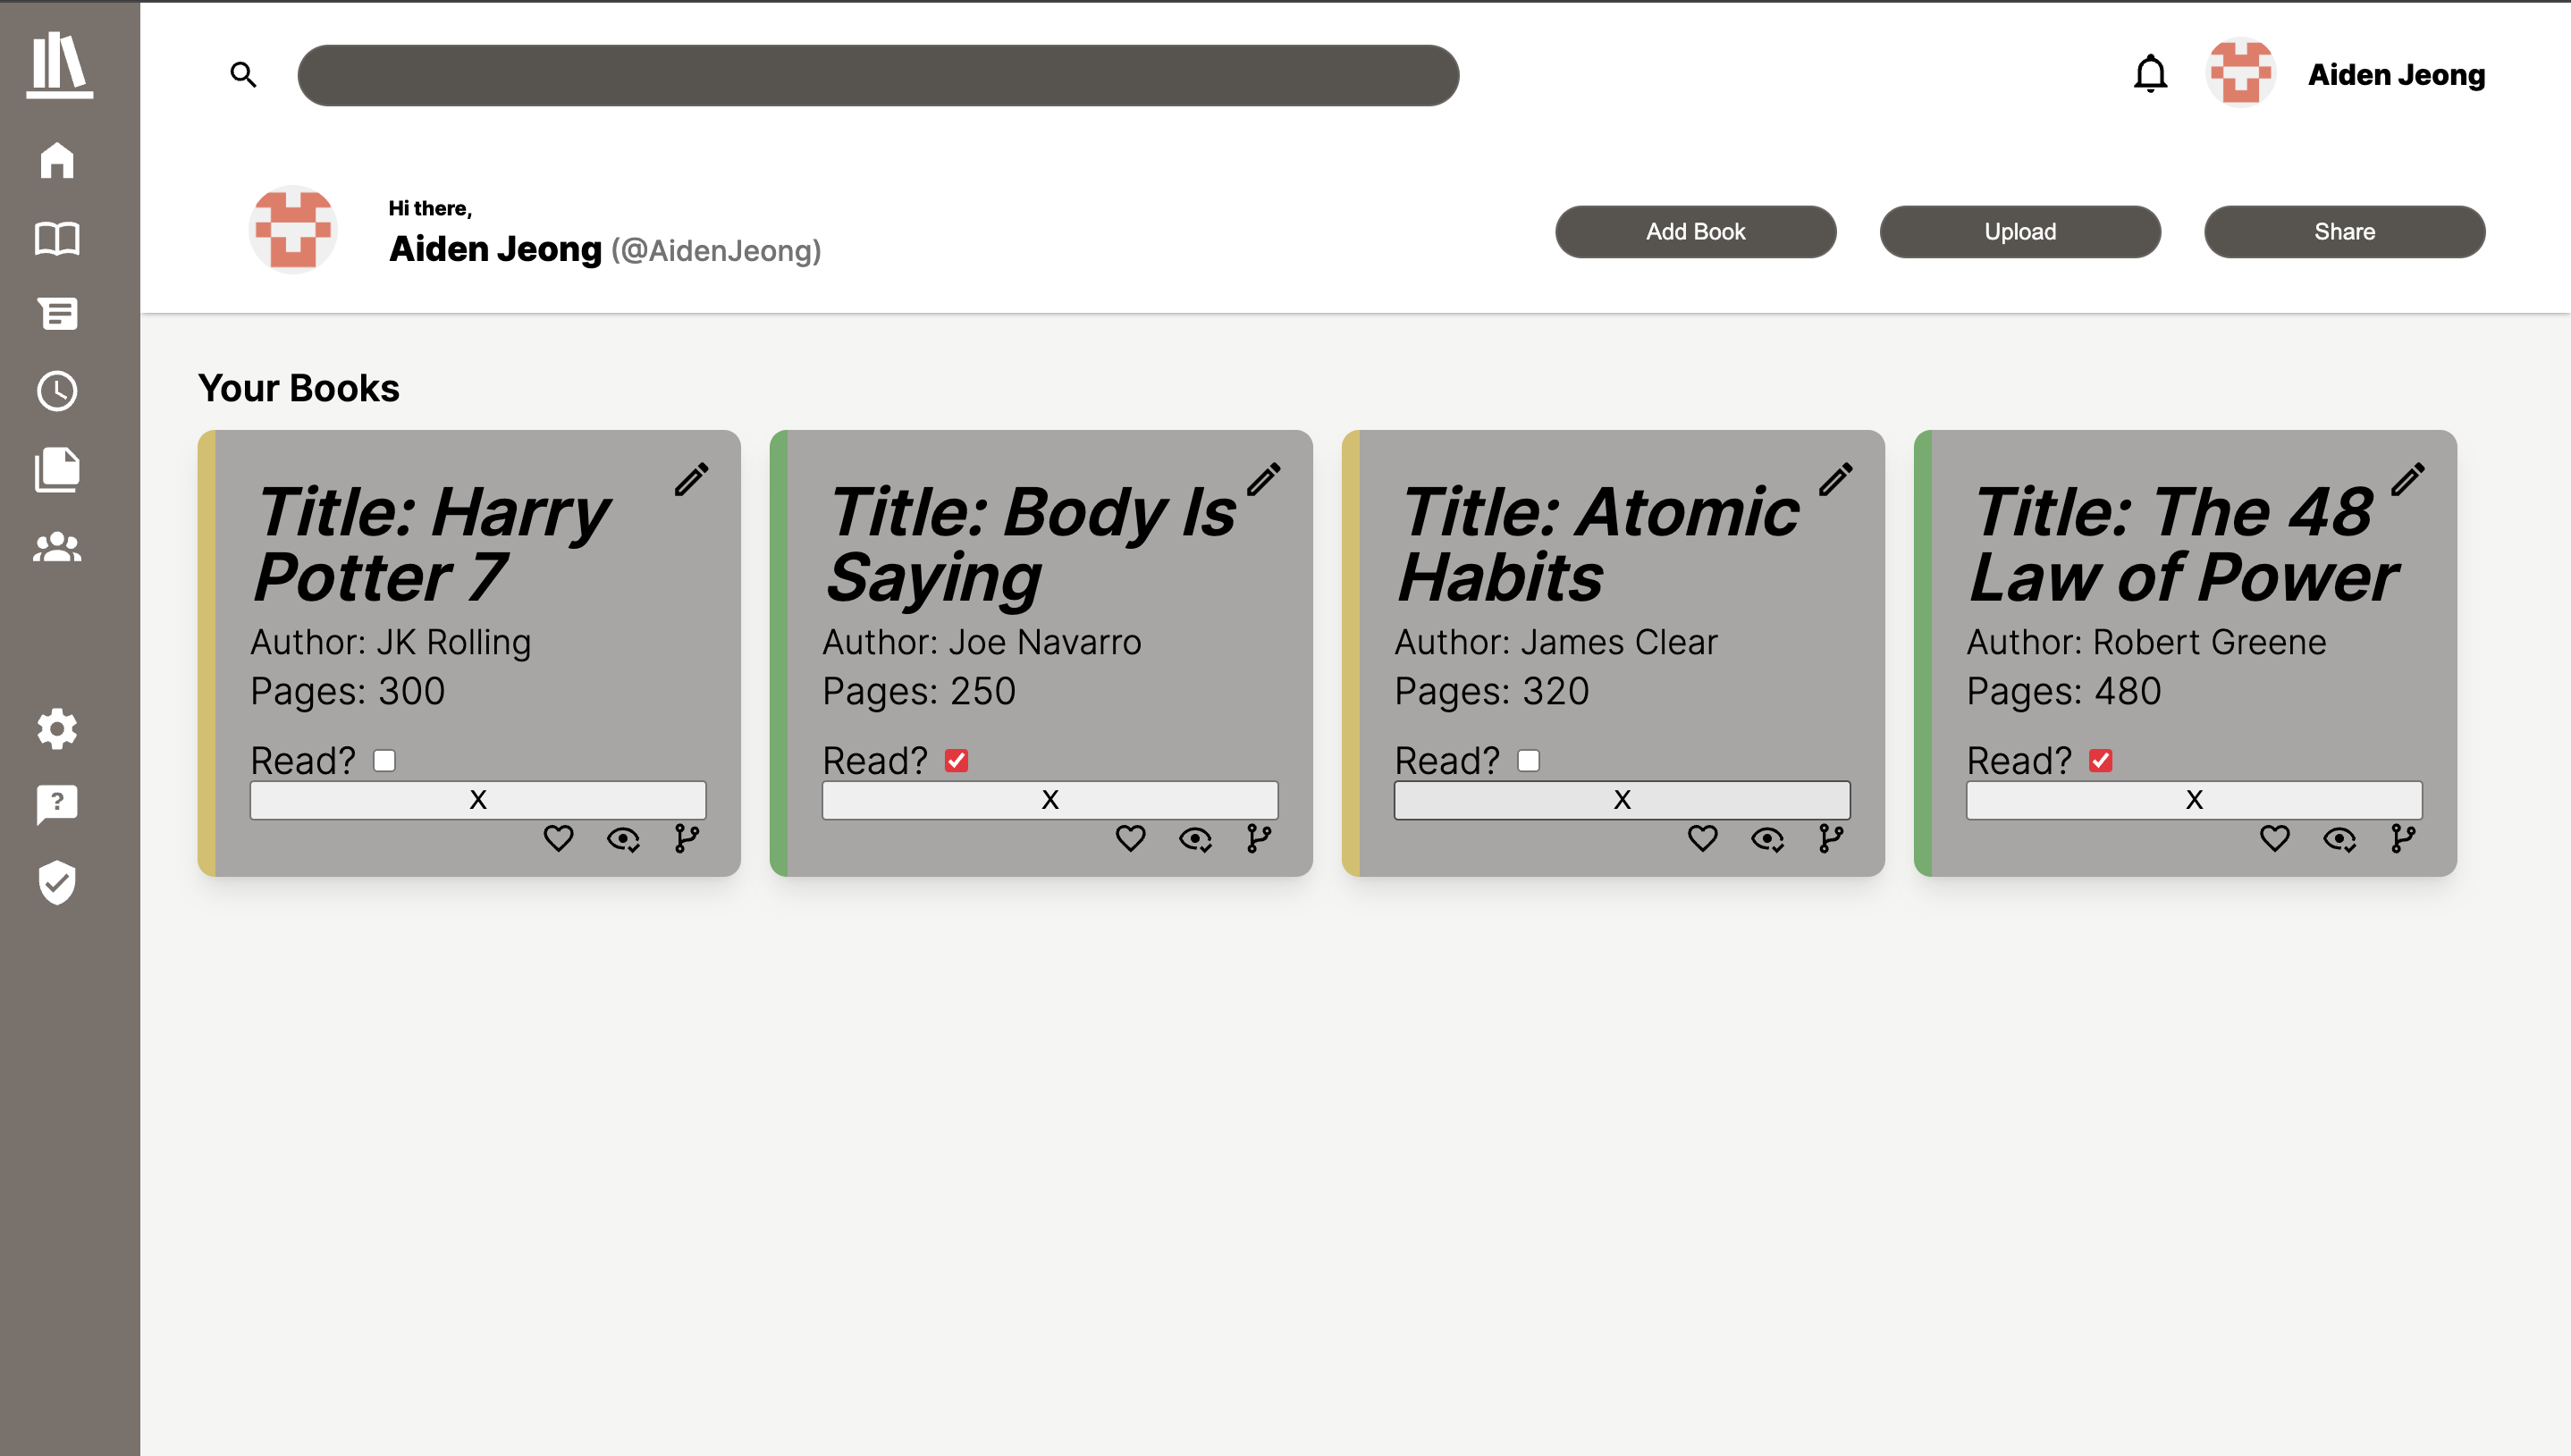 Aiden Jeong
Hi there,
Aiden Jeong (@AidenJeong)
Add Book
Upload
Share
Your Books
Title: Harry
Potter 7
Author: JK Rolling
Pages: 300
Read?
X
Title: Body Is
Saying
Author: Joe Navarro
Pages: 250
Read?
X
Title: Atomic
Habits
Author: James Clear
Pages: 320
Read?
X
Title: The 48
Law of Power
Author: Robert Greene
Pages: 480
Read?
X
?